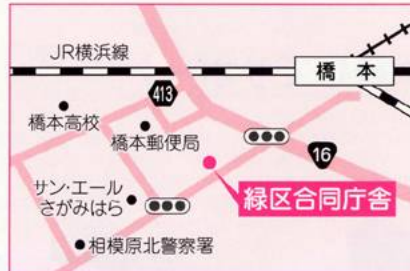 JR横浜線
橋本
413
橋本高校
橋本郵便局
16
緑区合同庁舎
サン・エール
さがみはら
相模原北警察署